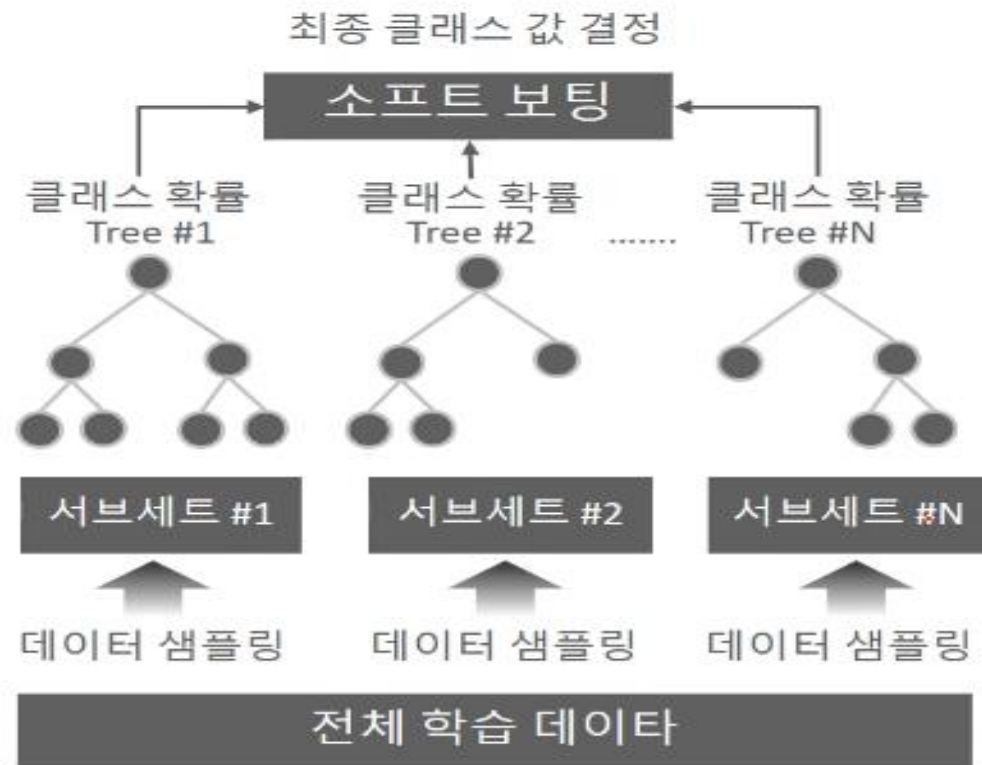 최종 클래스 값 결정
소프트 보팅
클래스 확률 클래스 확률 클래스 확률
Tree #1 Tree #2 ....... Tree #N
서브세트 #1 서브세트 #2 서브세트 #N
데이터 샘플링 데이터 샘플링 데이터 샘플링
전체 학습 데이타